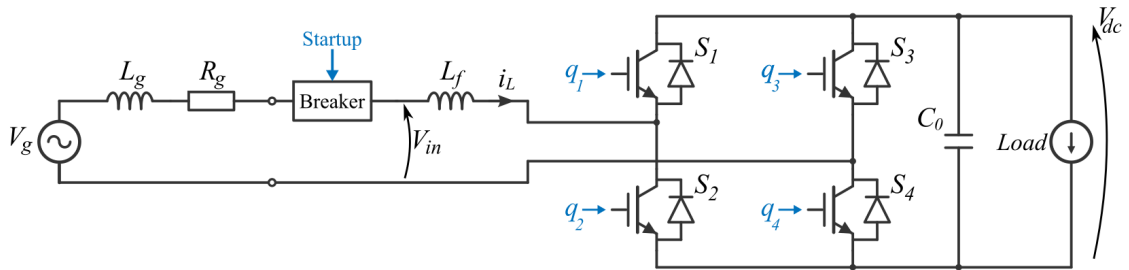 Startup
L_g
R_g
Breaker
L_f
i_L
V_g
V_in
q_1
S_1
q_3
S_3
q_2
S_2
q_4
S_4
C_0
Load
V_dc